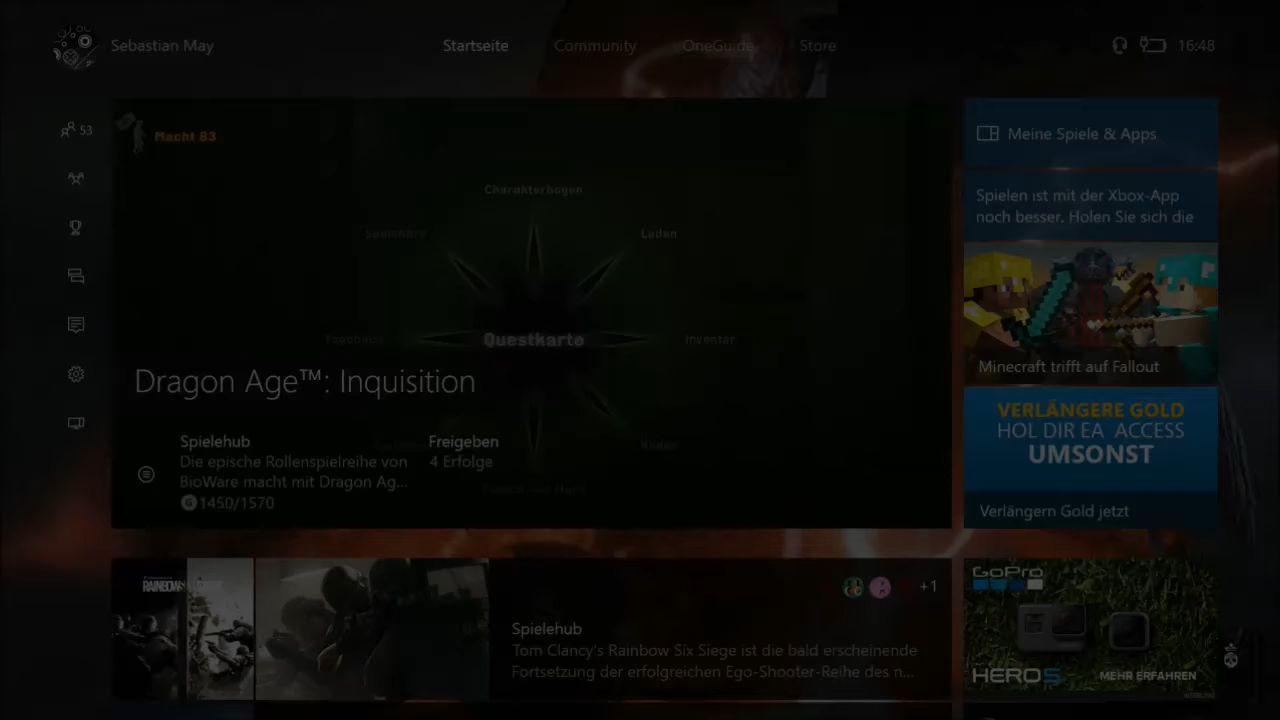 Sebastian May
Startseite
Community
OneGuide
Store
16:48
53
Macht 83
Charakterbogen
Laden
Questkarte
Inventar
Dragon Age™: Inquisition
Spielehub
Die epische Rollenspielreihe von
BioWare macht mit Dragon Ag...
G 1450/1570
Freigeben
4 Erfolge
Meine Spiele & Apps
Spielen ist mit der Xbox-App
noch besser. Holen Sie sich die
Minecraft trifft auf Fallout
VERLÄNGERE GOLD
HOL DIR EA ACCESS
UMSONST
Verlängern Gold jetzt
RAINBOW
+1
Spielehub
Tom Clancy's Rainbow Six Siege ist die bald erscheinende
Fortsetzung der erfolgreichen Ego-Shooter-Reihe des n...
GoPro
HERO5
MEHR ERFAHREN